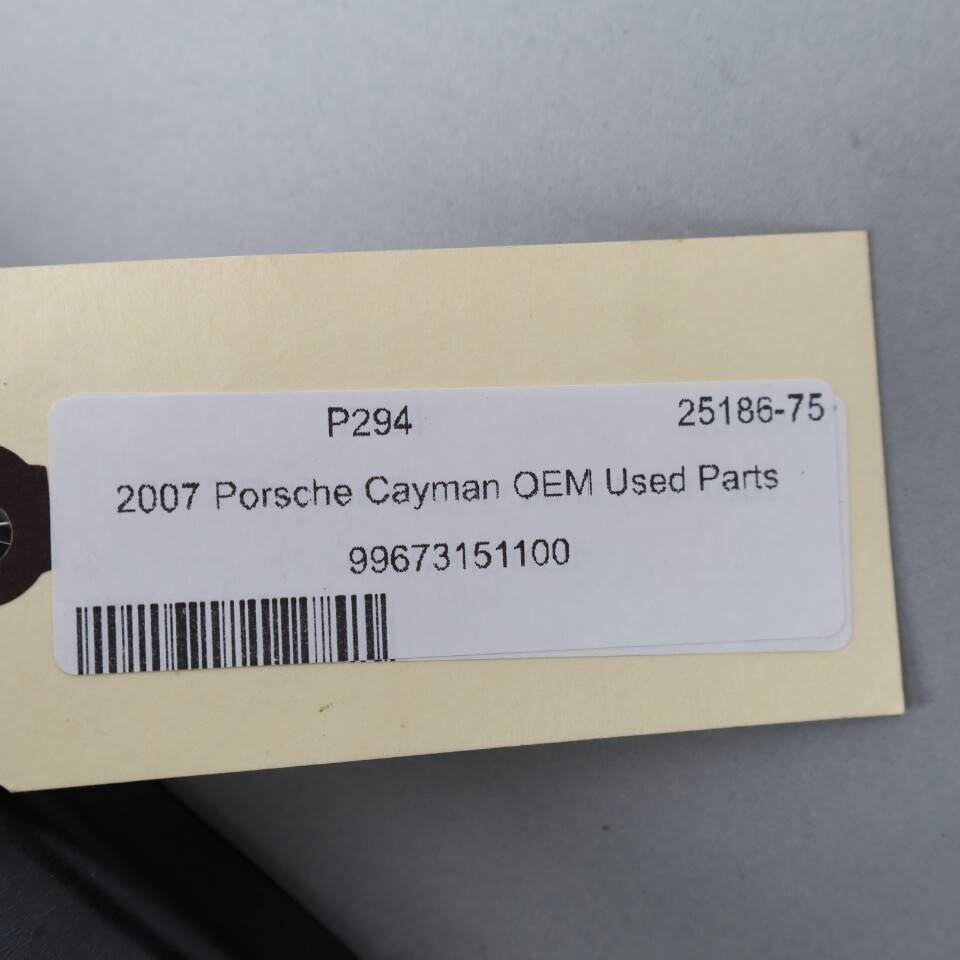 P294 25186-75
2007 Porsche Cayman OEM Used Parts
99673151100